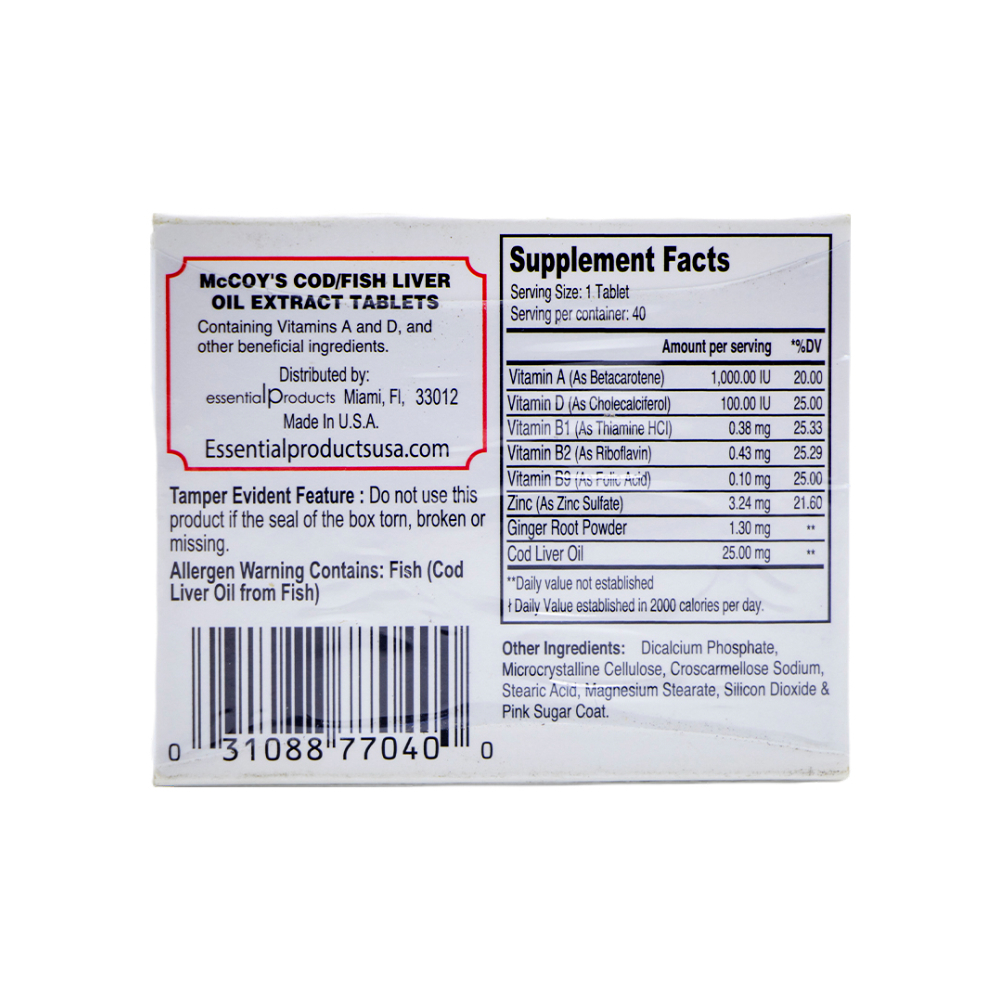 McCOY'S COD/FISH LIVER
OIL EXTRACT TABLETS
Containing Vitamins A and D, and
other beneficial ingredients.
Distributed by:
essentialProducts Miami, Fl, 33012
Made In U.S.A.
Essentialproductsusa.com
Tamper Evident Feature : Do not use this
product if the seal of the box torn, broken or
missing.
Allergen Warning Contains: Fish (Cod
Liver Oil from Fish)
0 31088 77040 0
Supplement Facts
Serving Size: 1 Tablet
Serving per container: 40
Amount per serving *%DV
Vitamin A (As Betacarotene) 1,000.00 IU 20.00
Vitamin D (As Cholecalciferol) 100.00 IU 25.00
Vitamin B1 (As Thiamine HCl) 0.38 mg 25.33
Vitamin B2 (As Riboflavin) 0.43 mg 25.29
Vitamin B9 (As Folic Acid) 0.10 mg 25.00
Zinc (As Zinc Sulfate) 3.24 mg 21.60
Ginger Root Powder 1.30 mg **
Cod Liver Oil 25.00 mg **
**Daily value not established
ƚ Daily Value established in 2000 calories per day.
Other Ingredients: Dicalcium Phosphate,
Microcrystalline Cellulose, Croscarmellose Sodium,
Stearic Acid, Magnesium Stearate, Silicon Dioxide &
Pink Sugar Coat.